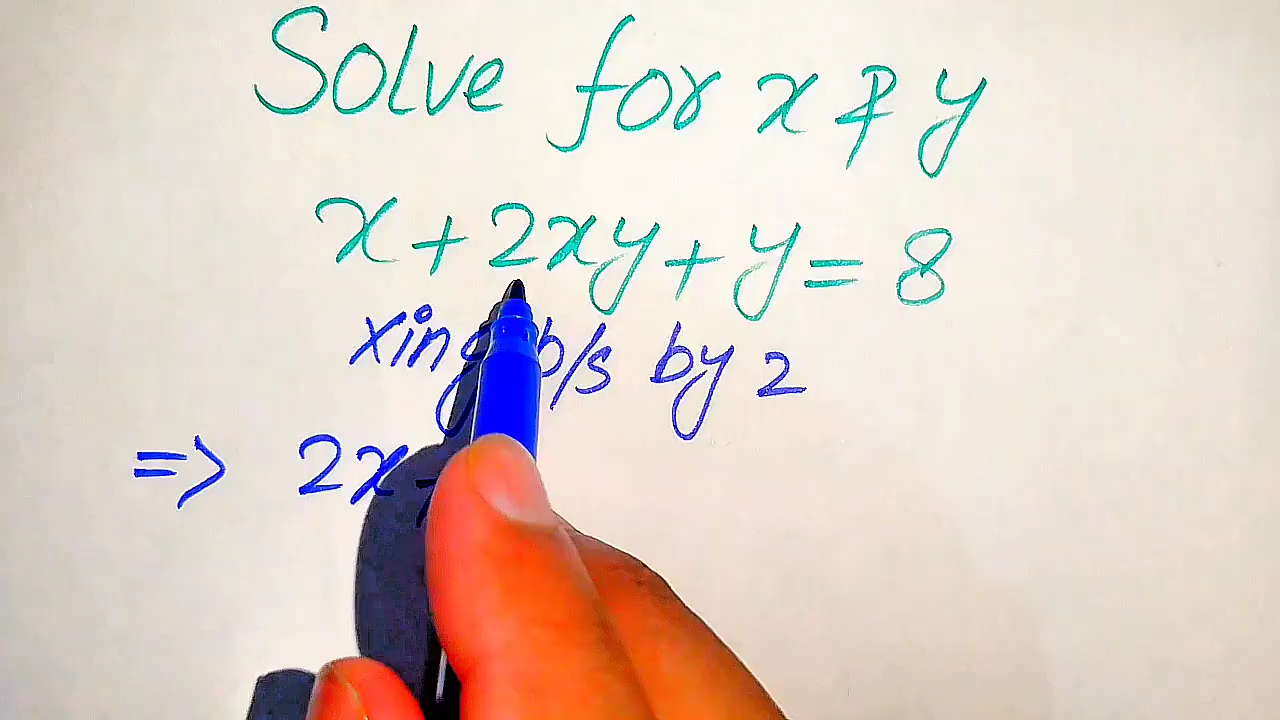 Solve for x & y
x + 2xy + y = 8
xing b/s by 2
=> 2x +